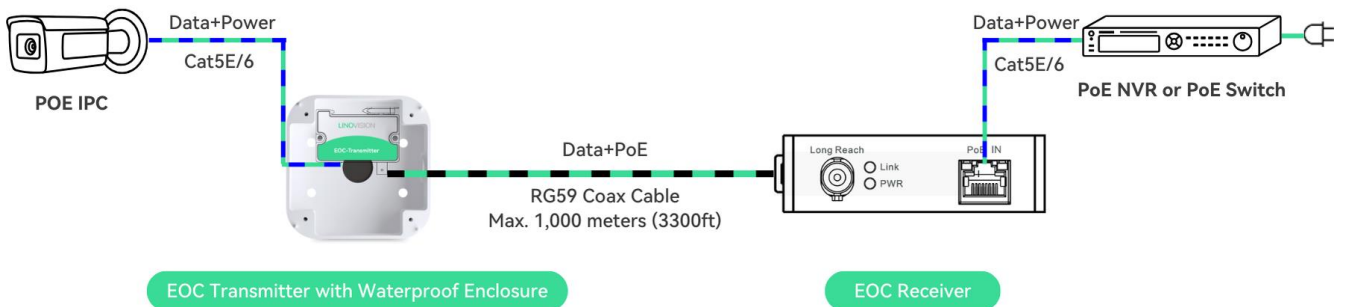 Data+Power
Cat5E/6
POE IPC
LINOVISION
EOC-Transmitter
Data+PoE
RG59 Coax Cable
Max. 1,000 meters (3300ft)
Long Reach
Link
PWR
PoE IN
Data+Power
Cat5E/6
PoE NVR or PoE Switch
EOC Transmitter with Waterproof Enclosure
EOC Receiver